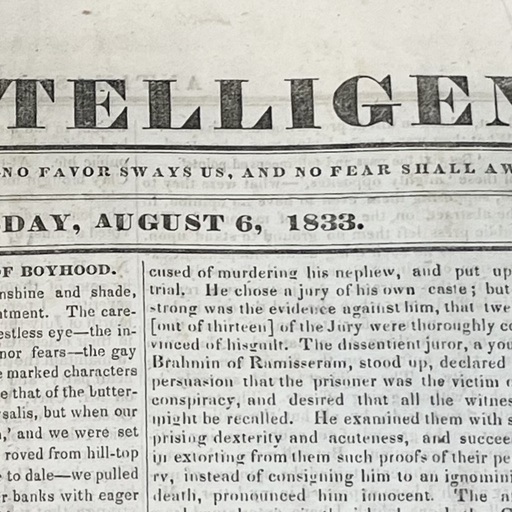 TELLIGEN
NO FAVOR SWAYS US, AND NO FEAR SHALL AW
DAY, AUGUST 6, 1833.
OF BOYHOOD.
nshine and shade,
ntment. The care-
estless eye—the in-
nor fears—the gay
e marked characters
e that of the butter-
ysalis, but when our
,' and we were set
roved from hill-top
e to dale—we pulled
r banks with eager
cused of murdering his nephew, and put up
trial. He chose a jury of his own caste; but
strong was the evidence against him, that twe
[out of thirteen] of the Jury were thoroughly co
vinced of hisguilt. The dissentient juror, a you
Brahmin of Ramisseram, stood up, declared
persuasion that the prisoner was the victim o
conspiracy, and desired that all the witnes
might be recalled. He examined them with s
prising dexterity and acuteness, and succee
in extorting from them such proofs of their pe
ry, instead of consigning him to an ignomini
death, pronounced him innocent. The a